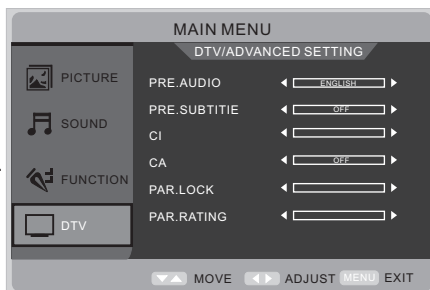 MAIN MENU
DTV/ADVANCED SETTING
PICTURE
SOUND
FUNCTION
DTV
PRE.AUDIO ENGLISH
PRE.SUBTITIE OFF
CI
CA OFF
PAR.LOCK
PAR.RATING
MOVE ADJUST MENU EXIT